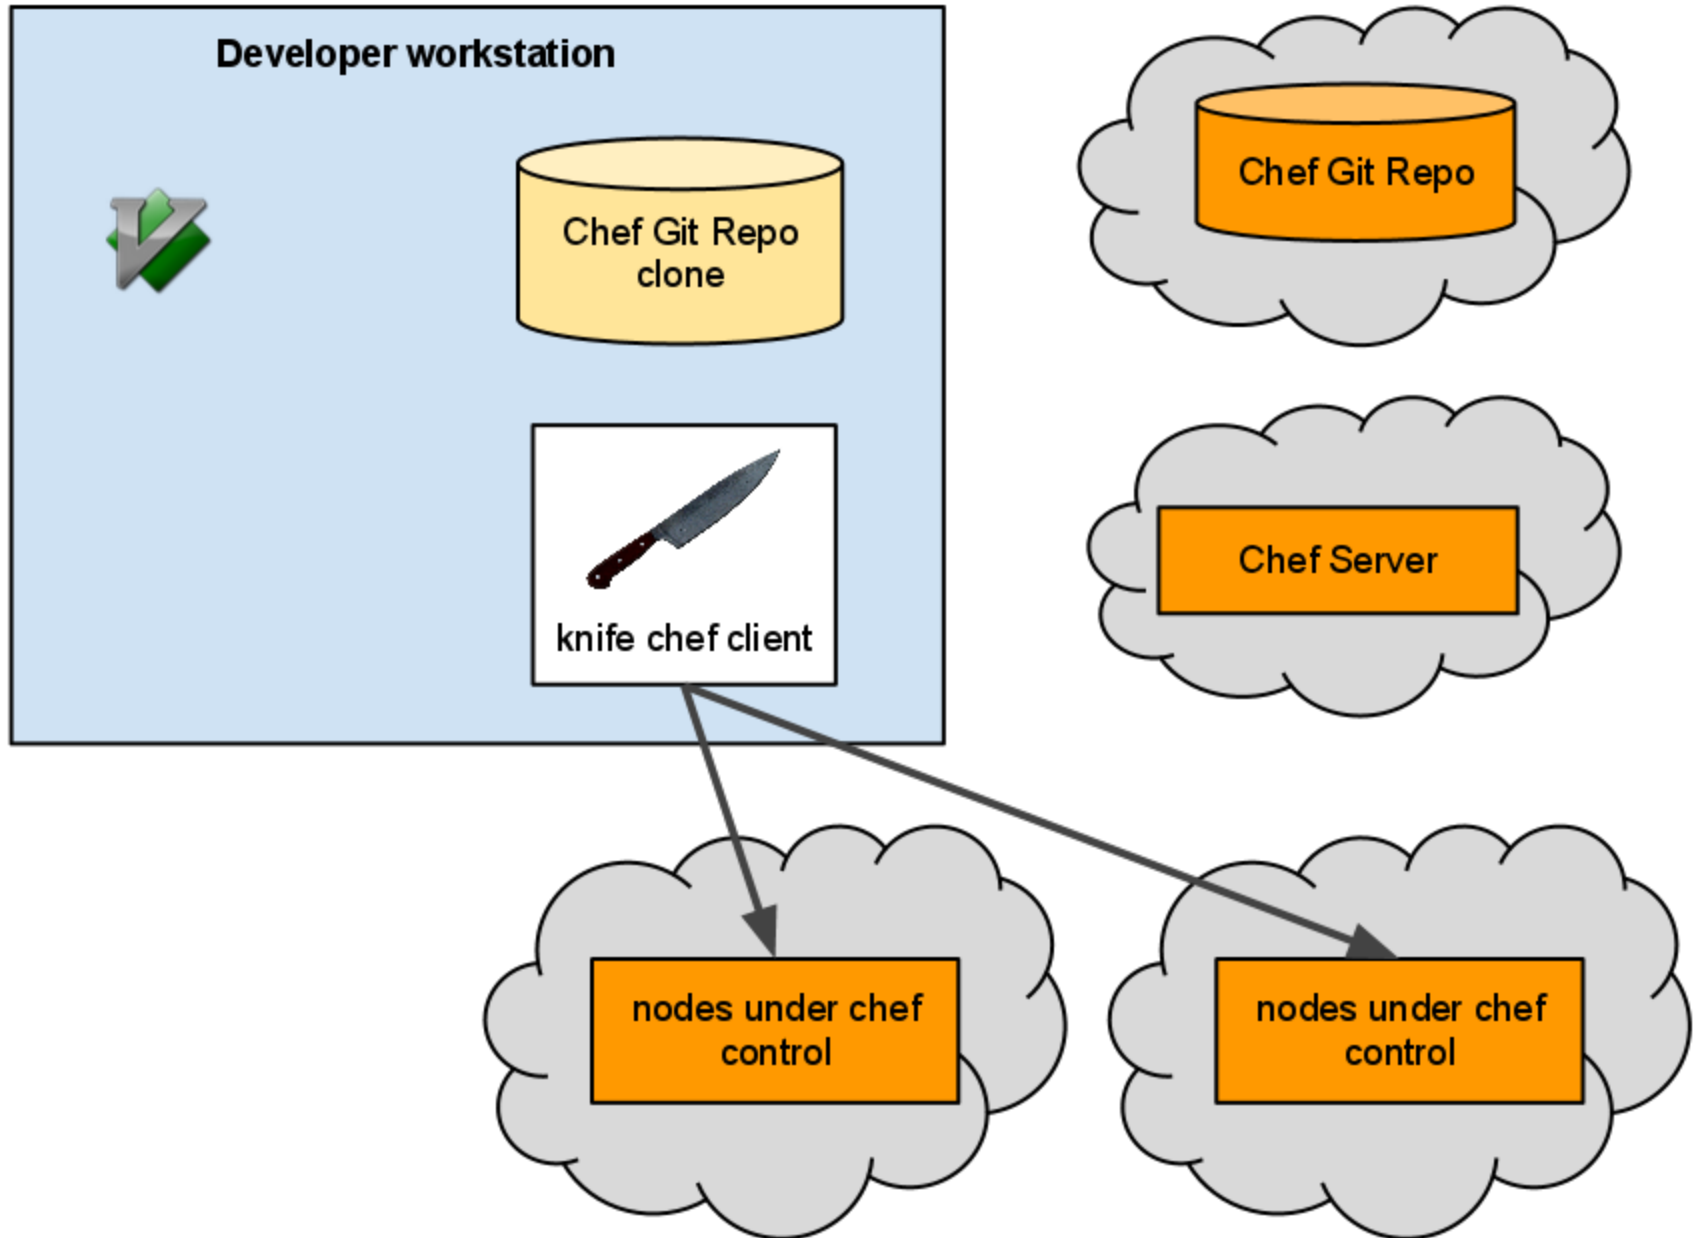 Developer workstation
Chef Git Repo
clone
knife chef client
Chef Git Repo
Chef Server
nodes under chef
control
nodes under chef
control